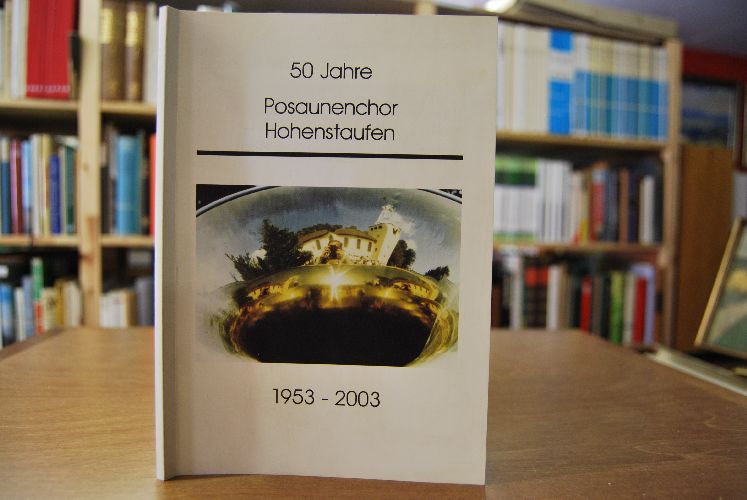 50 Jahre
Posaunenchor
Hohenstaufen
1953 - 2003